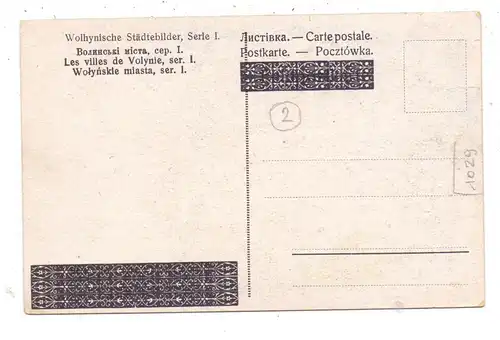 Wolhynische Städtebilder, Serie I.
Волинські міста, сер. I.
Les villes de Volynie, ser. I.
Wołyńskie miasta, ser. I.
Листівка. — Carte postale.
Postkarte. — Pocztówka.
2
1029